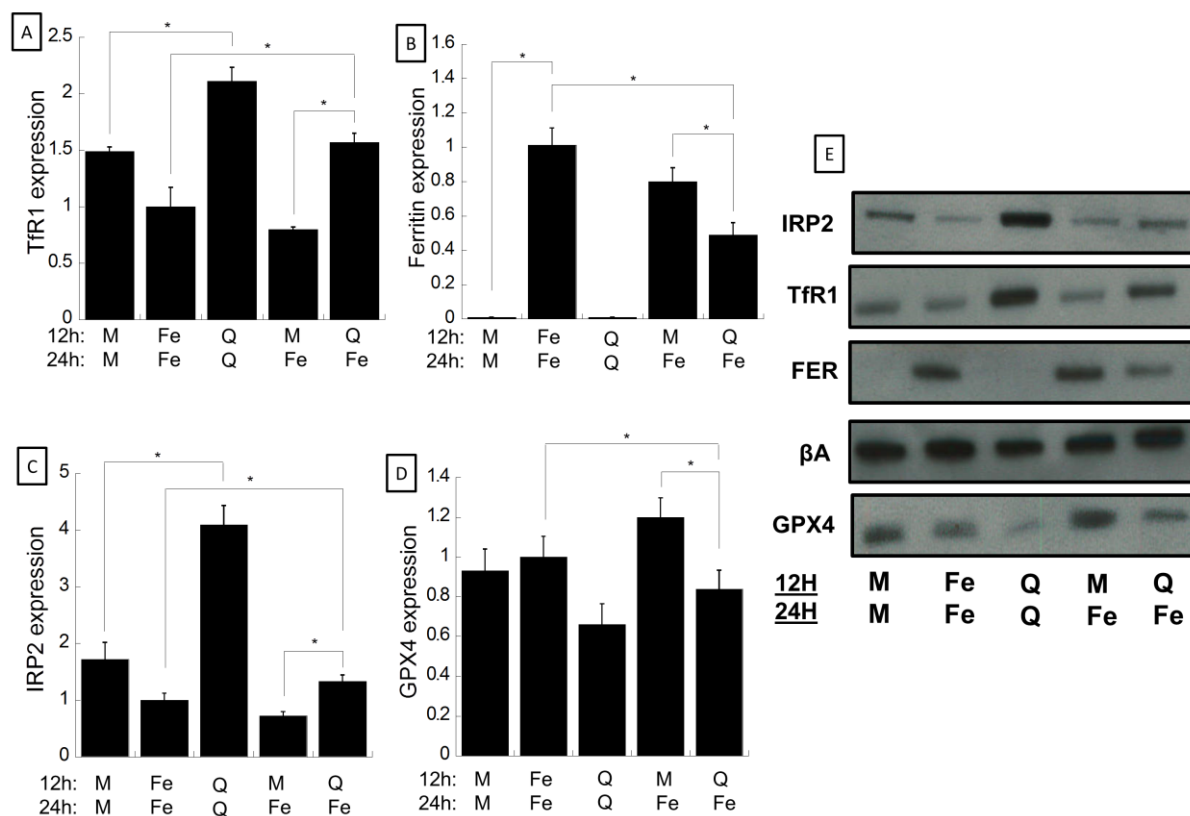 A
TfR1 expression
2.5
2
1.5
1
0.5
0
*
*
*
12h: M Fe Q M Q
24h: M Fe Q Fe Fe
B
Ferritin expression
1.6
1.4
1.2
1
0.8
0.6
0.4
0.2
0
*
*
*
12h: M Fe Q M Q
24h: M Fe Q Fe Fe
C
IRP2 expression
5
4
3
2
1
0
*
*
*
12h: M Fe Q M Q
24h: M Fe Q Fe Fe
D
GPX4 expression
1.4
1.2
1
0.8
0.6
0.4
0.2
0
*
*
12h: M Fe Q M Q
24h: M Fe Q Fe Fe
E
IRP2
TfR1
FER
βA
GPX4
12H M Fe Q M Q
24H M Fe Q Fe Fe